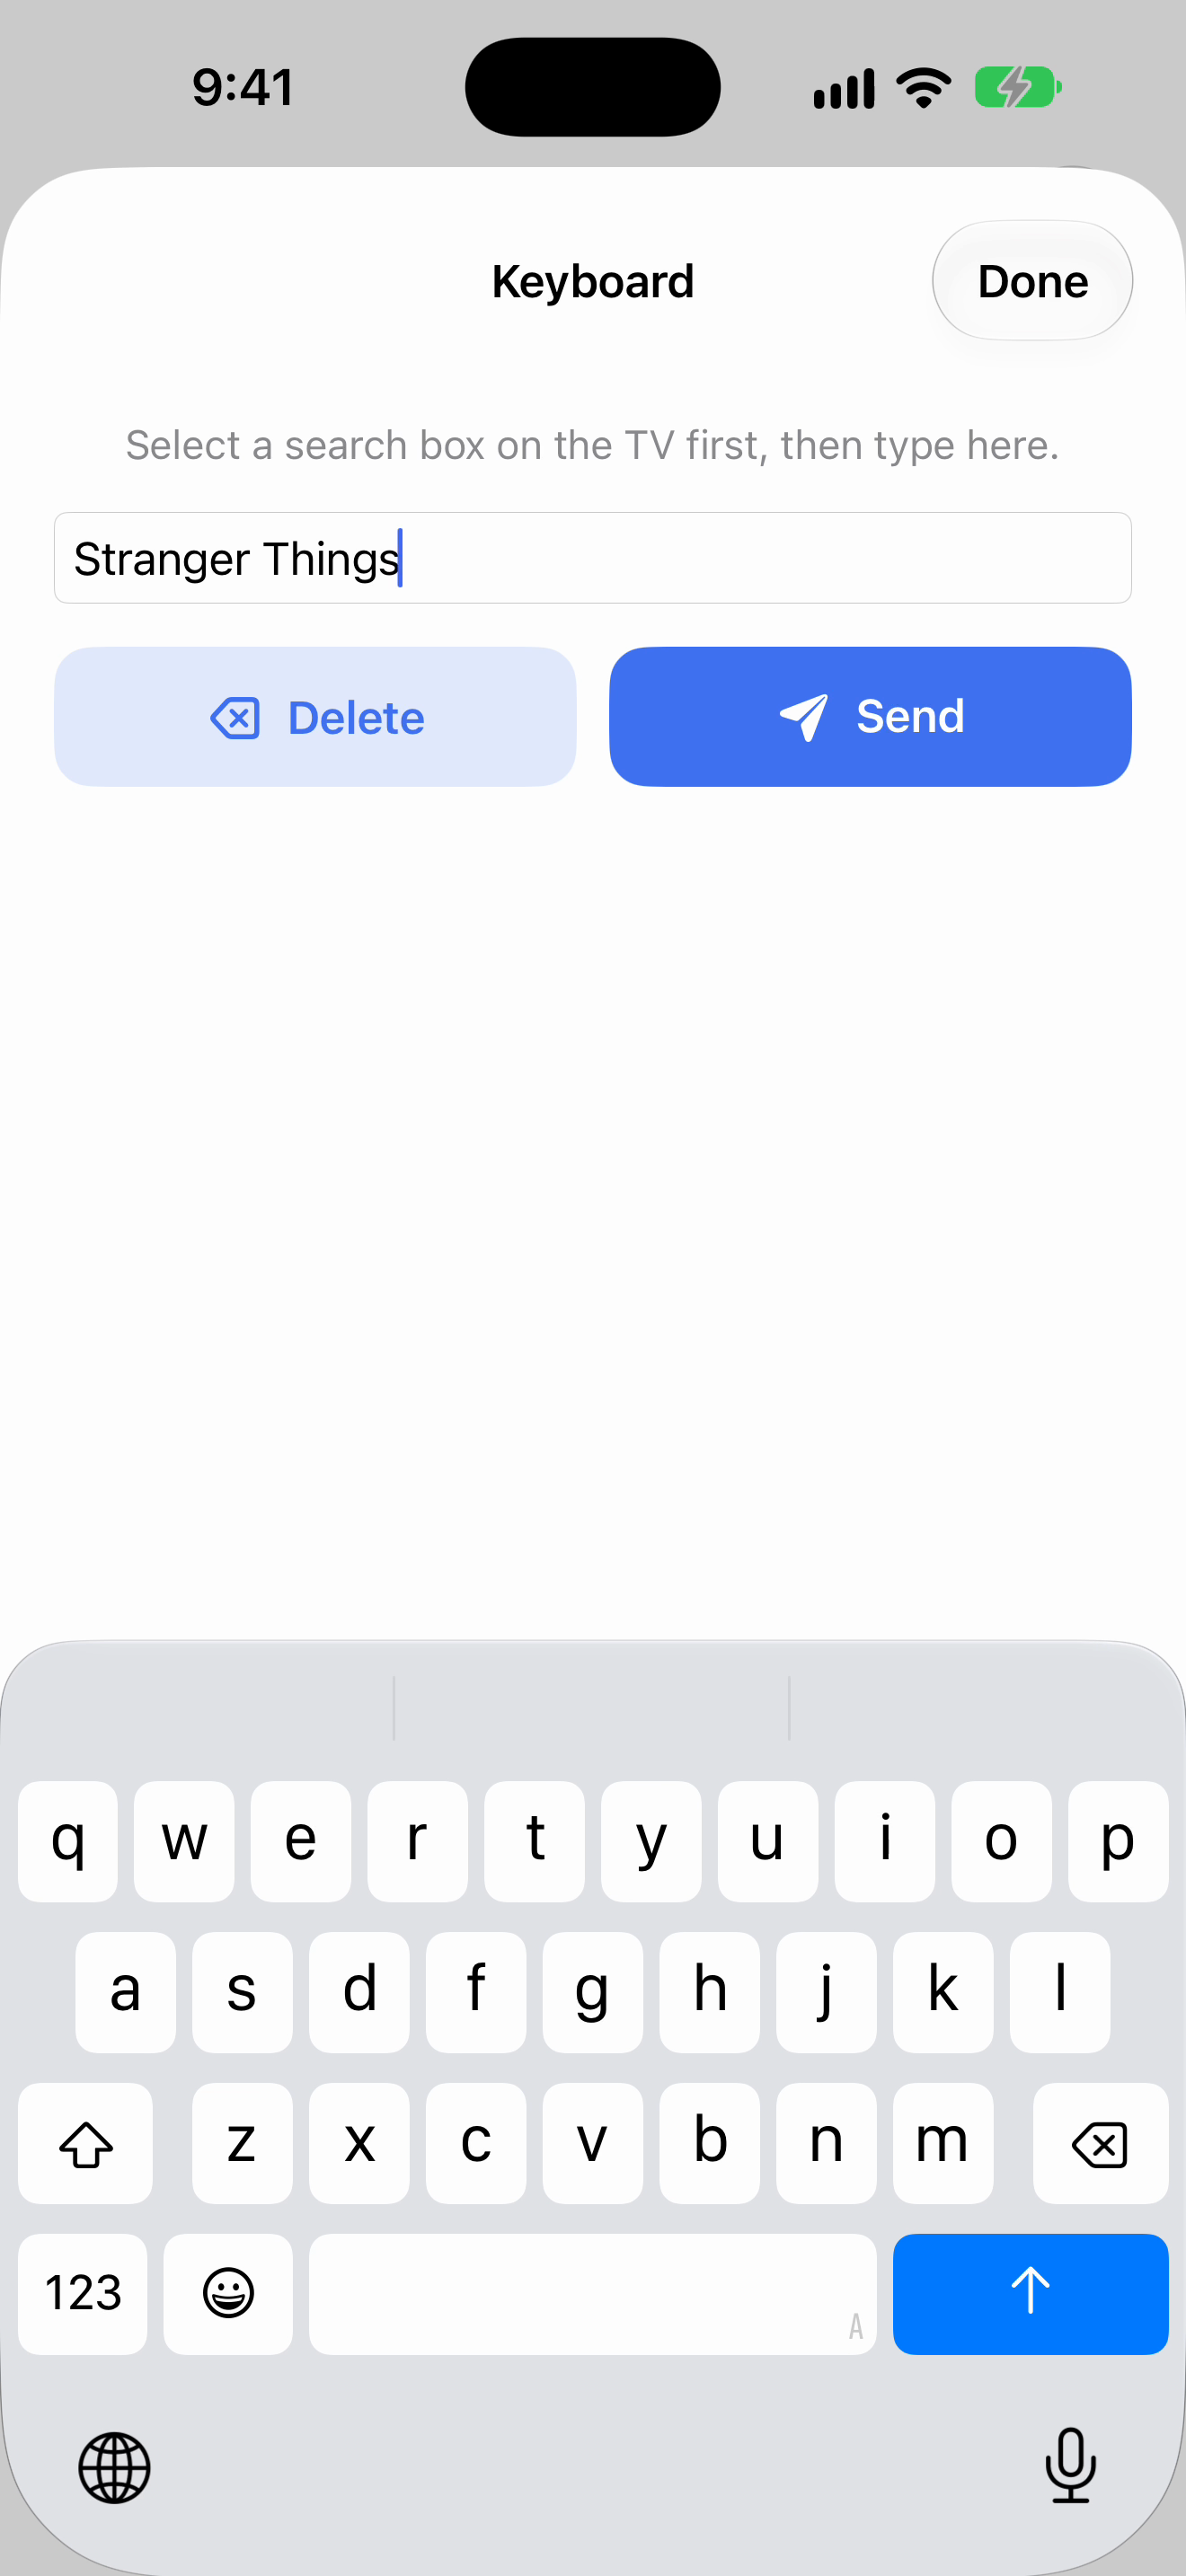 9:41
Keyboard
Done
Select a search box on the TV first, then type here.
Stranger Things
Delete
Send
q w e r t y u i o p
a s d f g h j k l
z x c v b n m
123
A